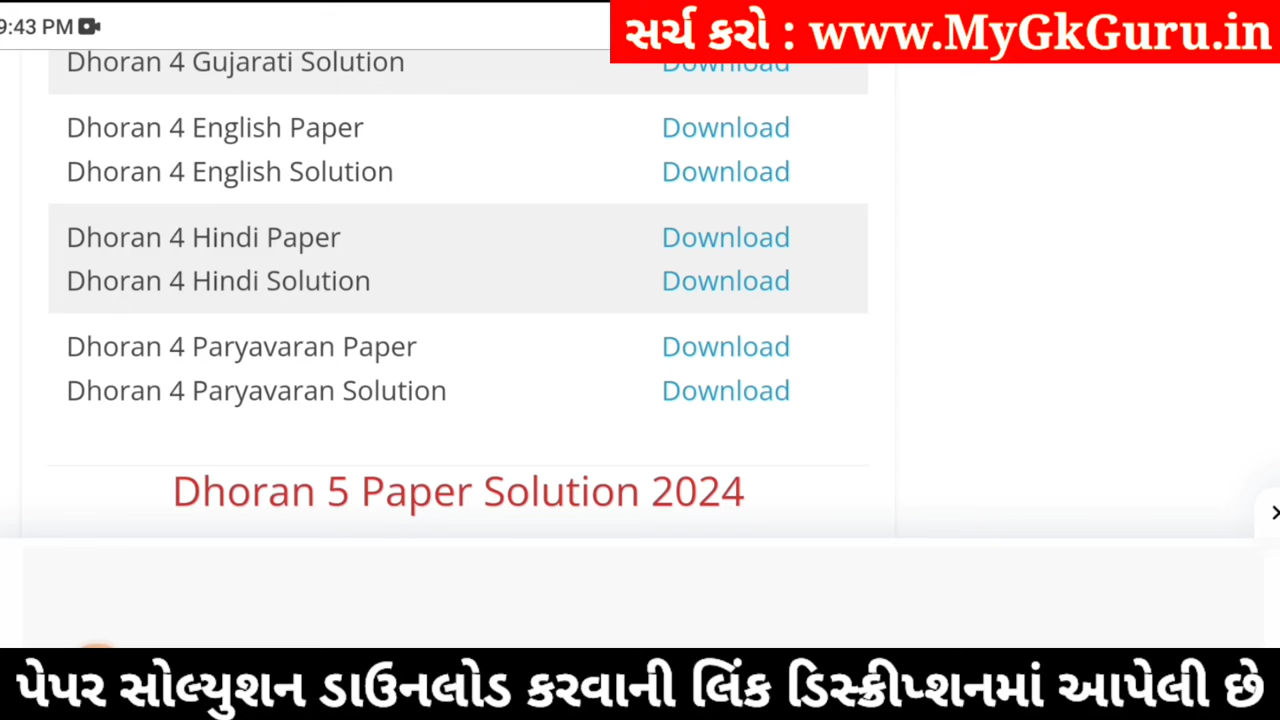 9:43 PM
સર્ચ કરો : www.MyGkGuru.in
Dhoran 4 Gujarati Solution Download
Dhoran 4 English Paper Download
Dhoran 4 English Solution Download
Dhoran 4 Hindi Paper Download
Dhoran 4 Hindi Solution Download
Dhoran 4 Paryavaran Paper Download
Dhoran 4 Paryavaran Solution Download
Dhoran 5 Paper Solution 2024
પેપર સોલ્યુશન ડાઉનલોડ કરવાની લિંક ડિસ્ક્રીપ્શનમાં આપેલી છે